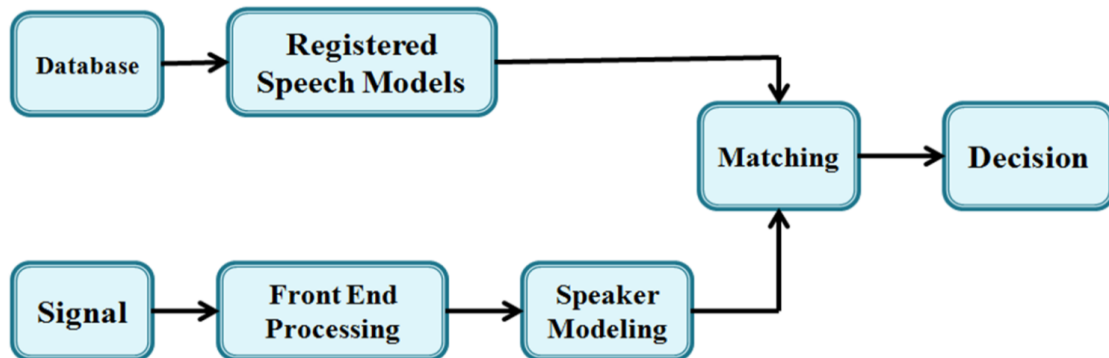 Database
Registered
Speech Models
Matching
Decision
Signal
Front End
Processing
Speaker
Modeling